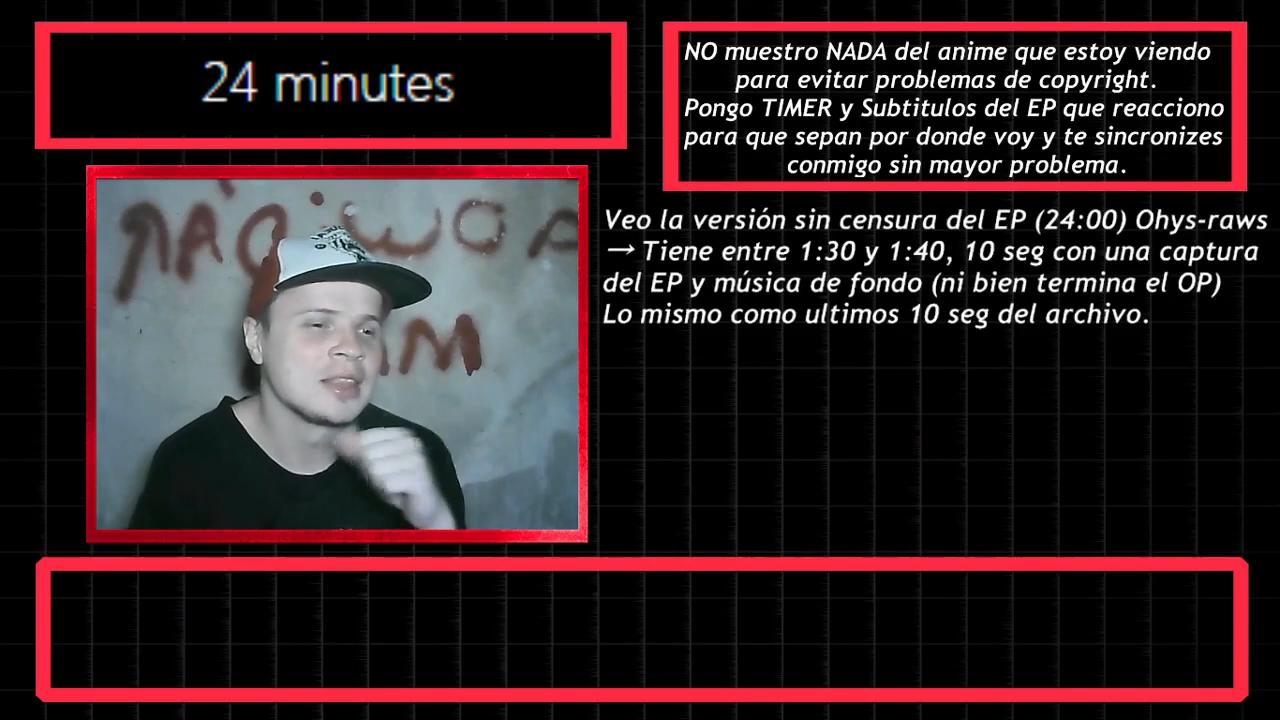 24 minutes
NO muestro NADA del anime que estoy viendo
para evitar problemas de copyright.
Pongo TIMER y Subtitulos del EP que reacciono
para que sepan por donde voy y te sincronizes
conmigo sin mayor problema.
Veo la versión sin censura del EP (24:00) Ohys-raws
→ Tiene entre 1:30 y 1:40, 10 seg con una captura
del EP y música de fondo (ni bien termina el OP)
Lo mismo como ultimos 10 seg del archivo.